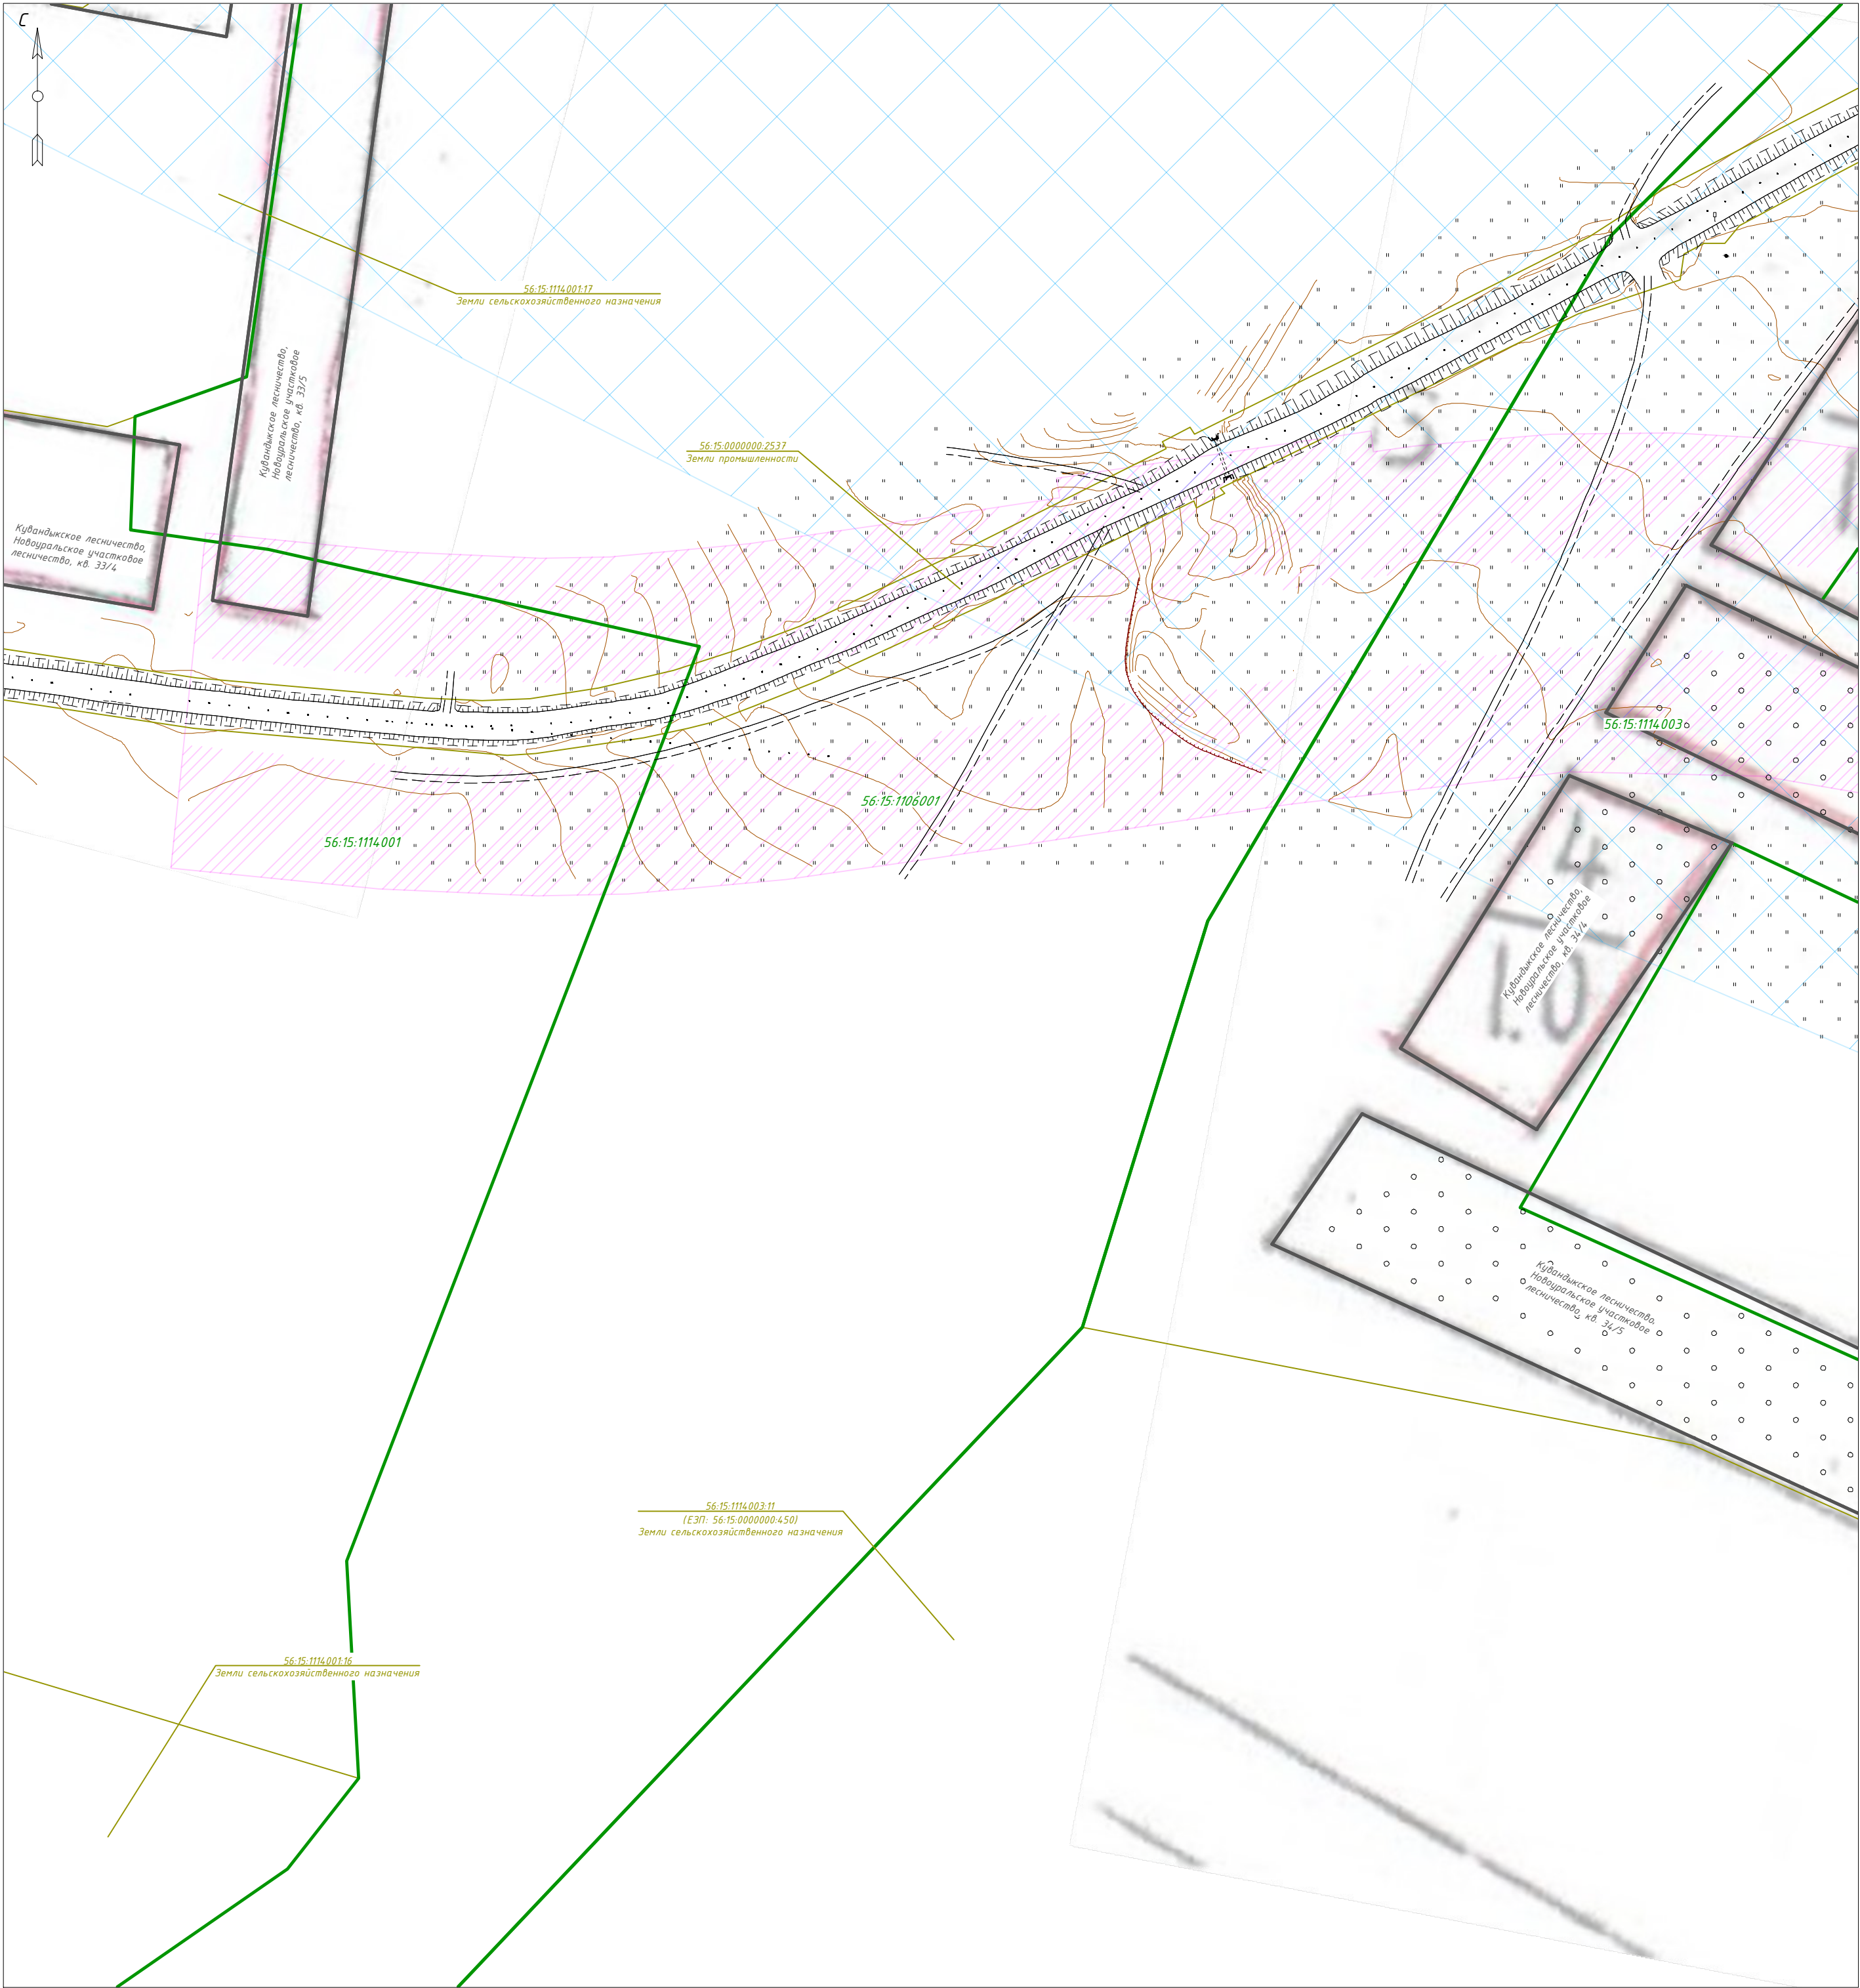 С
56:15:1114001:17
Земли сельскохозяйственного назначения
Кувандыкское лесничество,
Новоуральское участковое
лесничество, кв. 33/5
56:15:0000000:2537
Земли промышленности
Кувандыкское лесничество,
Новоуральское участковое
лесничество, кв. 33/4
56:15:1114003
56:15:1106001
56:15:1114001
4
10
Кувандыкское лесничество,
Новоуральское участковое
лесничество, кв. 34/4
Кувандыкское лесничество,
Новоуральское участковое
лесничество, кв. 34/5
56:15:1114003:11
(ЕЗП: 56:15:0000000:450)
Земли сельскохозяйственного назначения
56:15:1114001:16
Земли сельскохозяйственного назначения